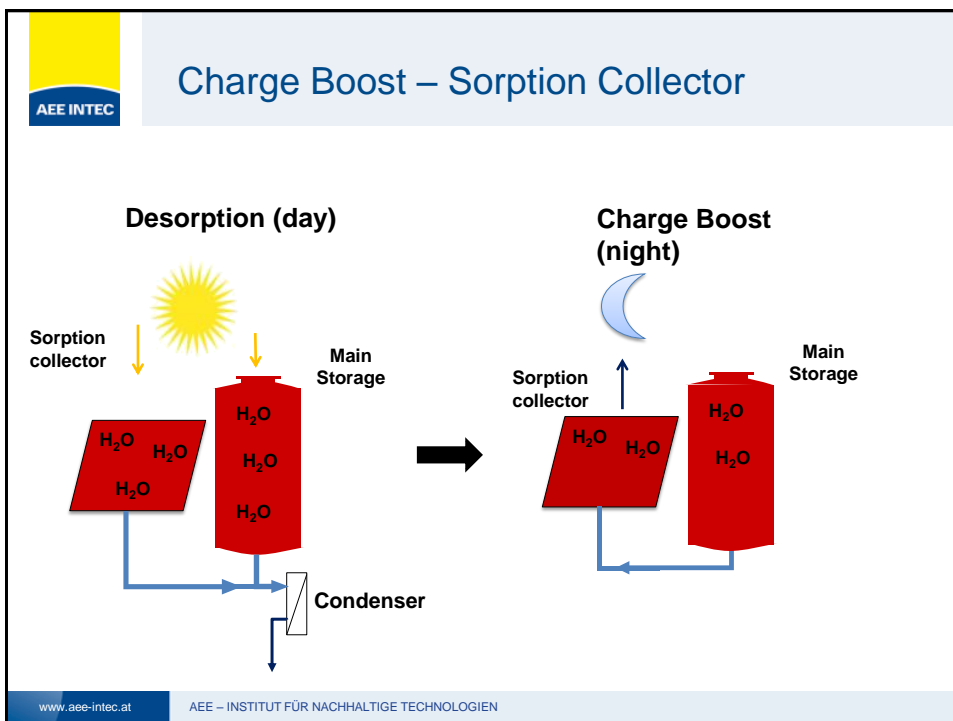 AEE INTEC
Charge Boost – Sorption Collector
Desorption (day)
Sorption
collector
Main
Storage
H₂O
H₂O
H₂O
H₂O
H₂O
H₂O
Condenser
Charge Boost
(night)
Sorption
collector
Main
Storage
H₂O
H₂O
H₂O
H₂O
www.aee-intec.at
AEE – INSTITUT FÜR NACHHALTIGE TECHNOLOGIEN